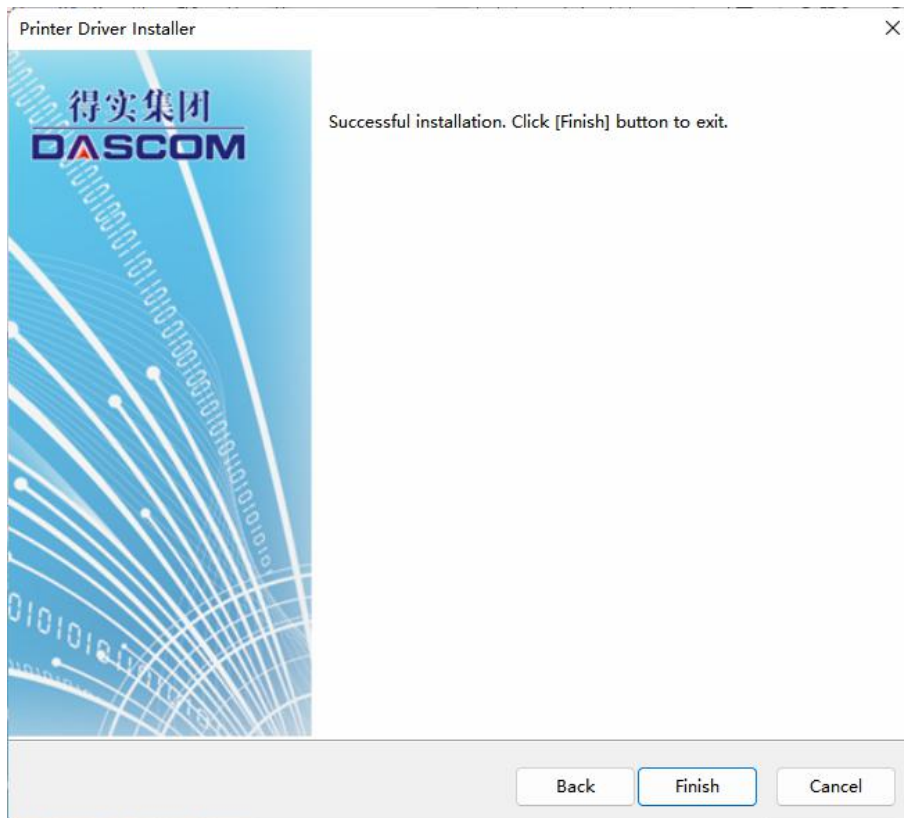 Printer Driver Installer
得实集团
DASCOM
Successful installation. Click [Finish] button to exit.
Back
Finish
Cancel